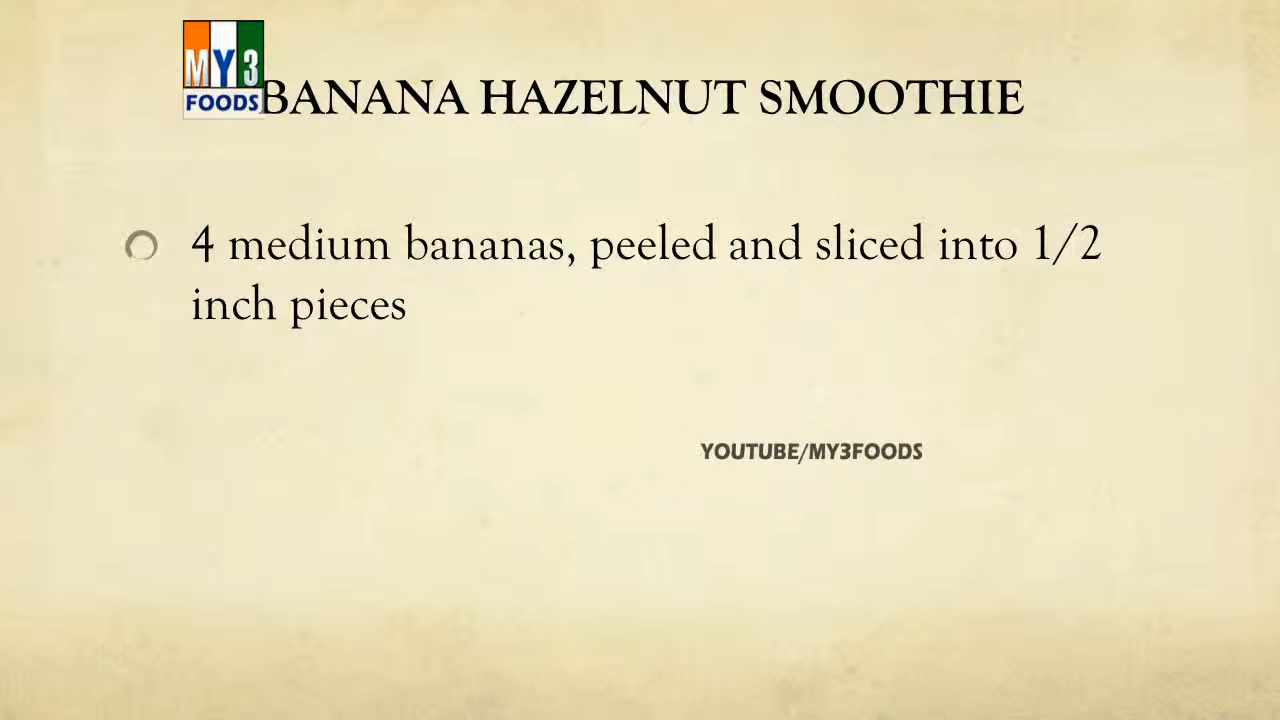 MY3
FOODS
BANANA HAZELNUT SMOOTHIE
4 medium bananas, peeled and sliced into 1/2
inch pieces
YOUTUBE/MY3FOODS